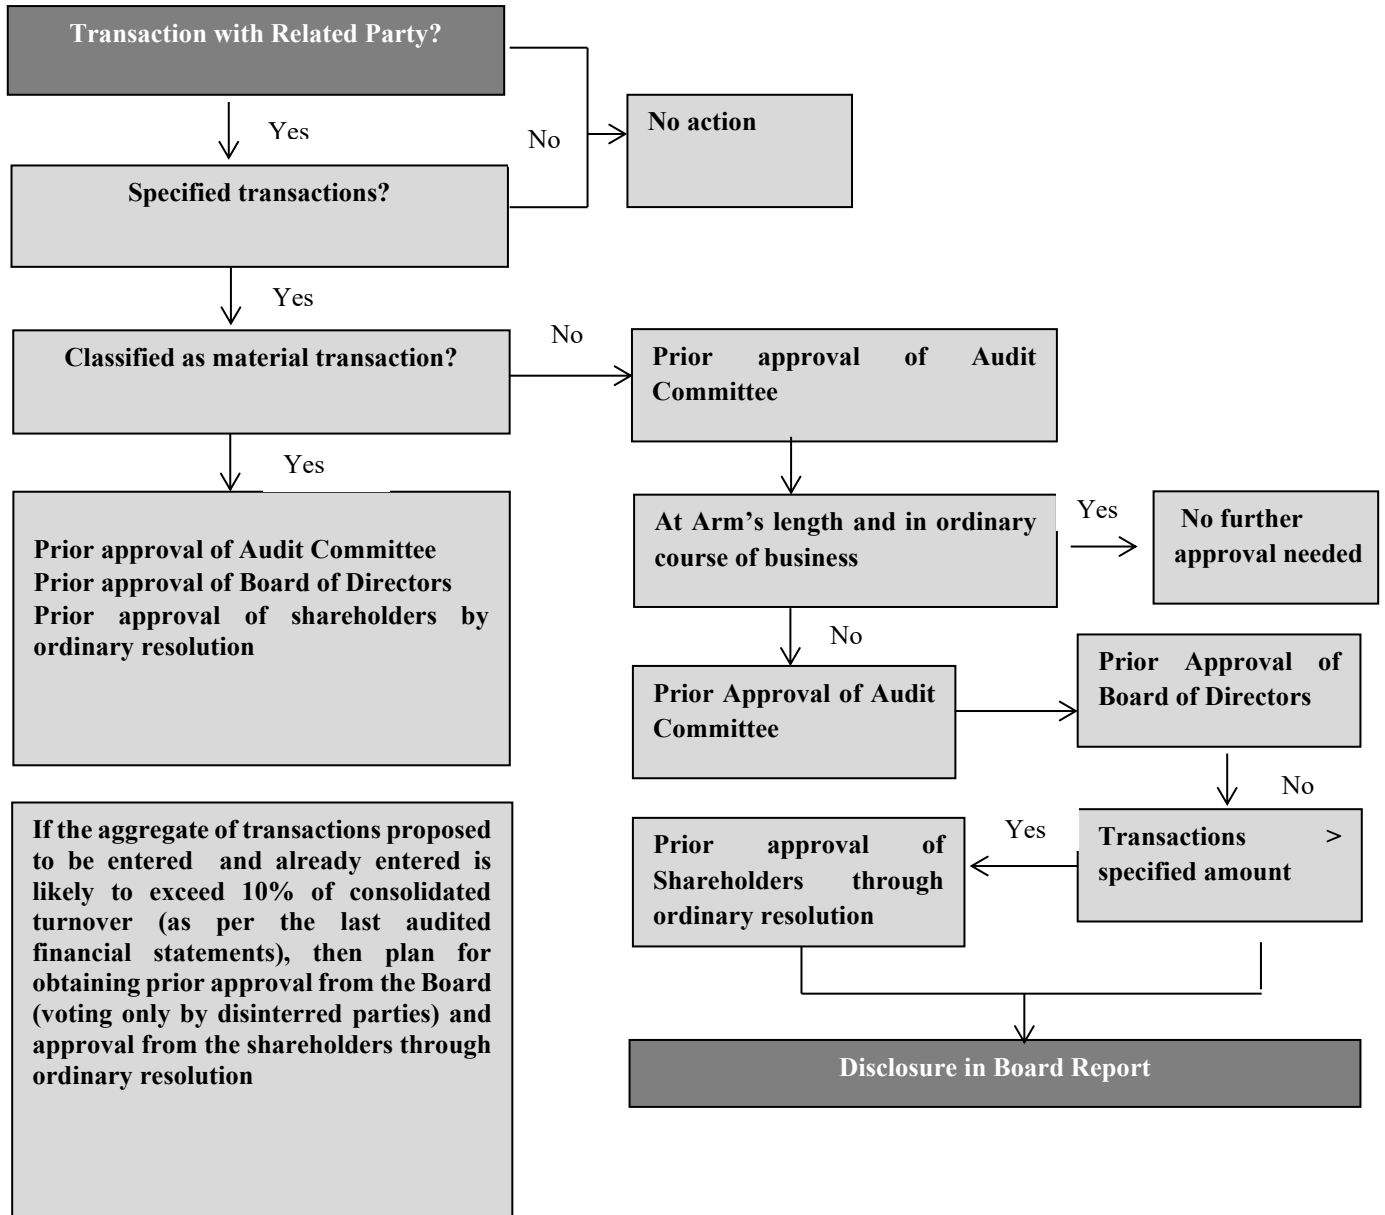 Transaction with Related Party?
Yes
No
No action
Specified transactions?
Yes
Classified as material transaction?
No
Prior approval of Audit
Committee
Yes
Prior approval of Audit Committee
Prior approval of Board of Directors
Prior approval of shareholders by
ordinary resolution
At Arm's length and in ordinary
course of business
Yes
No further
approval needed
No
Prior Approval of Audit
Committee
Prior Approval of
Board of Directors
No
Transactions >
specified amount
Yes
Prior approval of
Shareholders through
ordinary resolution
If the aggregate of transactions proposed
to be entered and already entered is
likely to exceed 10% of consolidated
turnover (as per the last audited
financial statements), then plan for
obtaining prior approval from the Board
(voting only by disinterred parties) and
approval from the shareholders through
ordinary resolution
Disclosure in Board Report